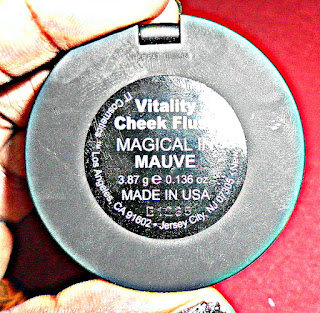 Vitality
Cheek Flus
MAGICAL IN
MAUVE
3.87 g e 0.136 oz
MADE IN USA
IT Cosmetics • Los Angeles, CA 91602 • Jersey City, NJ